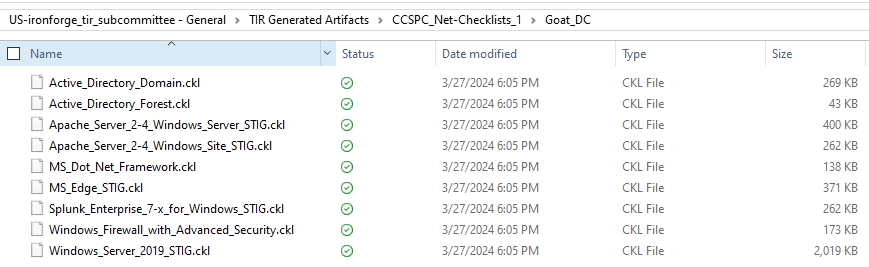 US-ironforge_tir_subcommittee - General > TIR Generated Artifacts > CCSPC_Net-Checklists_1 > Goat_DC
Name Status Date modified Type Size
Active_Directory_Domain.ckl 3/27/2024 6:05 PM CKL File 269 KB
Active_Directory_Forest.ckl 3/27/2024 6:05 PM CKL File 43 KB
Apache_Server_2-4_Windows_Server_STIG.ckl 3/27/2024 6:05 PM CKL File 400 KB
Apache_Server_2-4_Windows_Site_STIG.ckl 3/27/2024 6:05 PM CKL File 262 KB
MS_Dot_Net_Framework.ckl 3/27/2024 6:05 PM CKL File 138 KB
MS_Edge_STIG.ckl 3/27/2024 6:05 PM CKL File 371 KB
Splunk_Enterprise_7-x_for_Windows_STIG.ckl 3/27/2024 6:05 PM CKL File 262 KB
Windows_Firewall_with_Advanced_Security.ckl 3/27/2024 6:05 PM CKL File 173 KB
Windows_Server_2019_STIG.ckl 3/27/2024 6:05 PM CKL File 2,019 KB